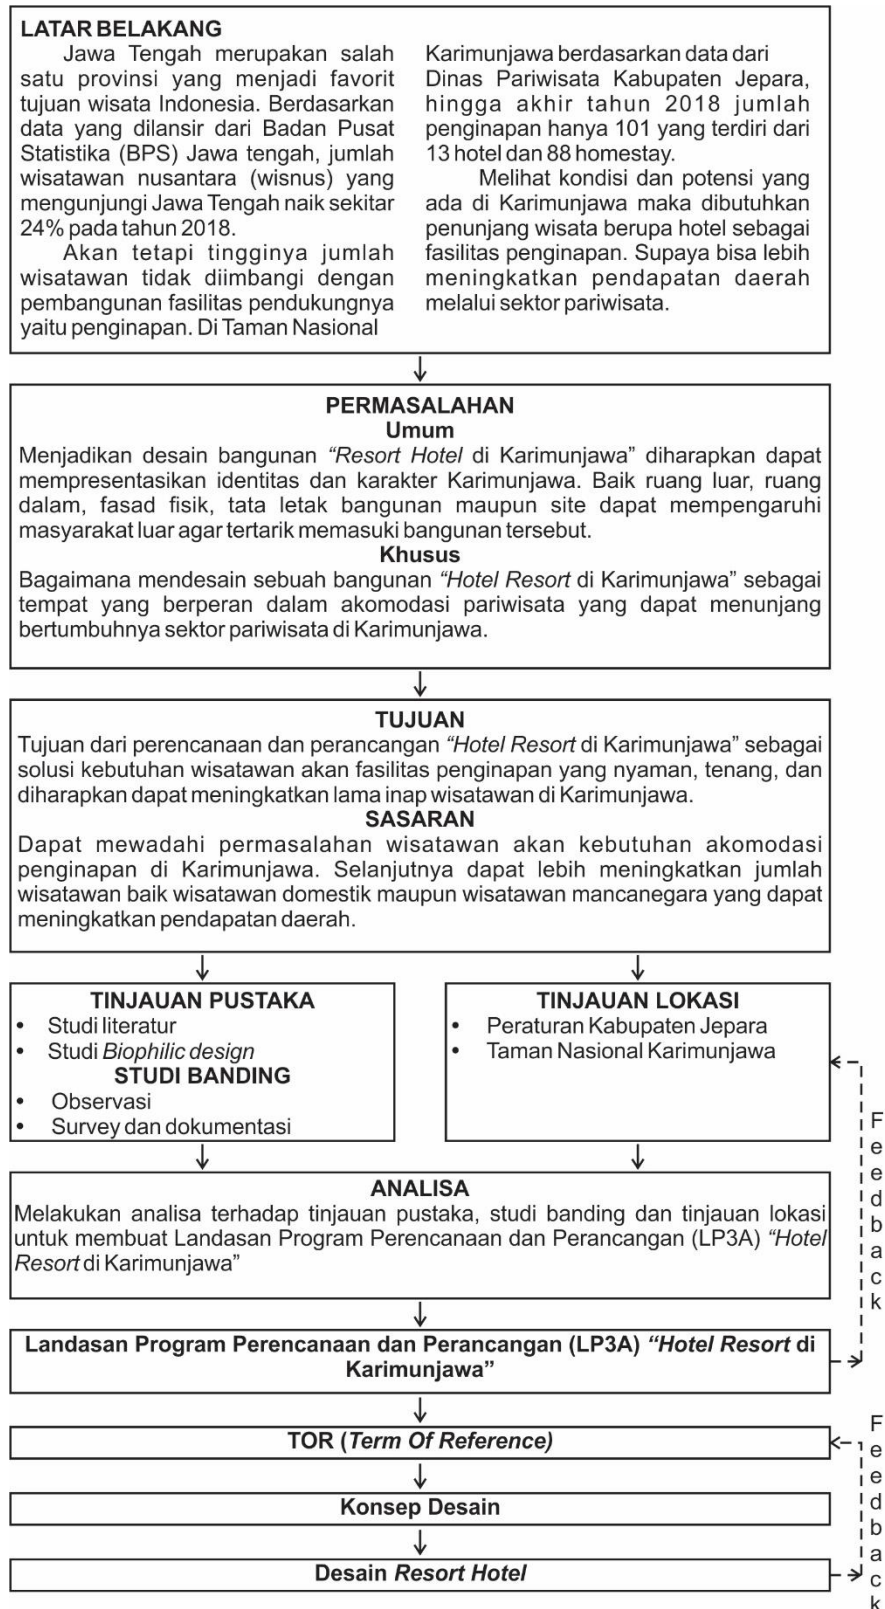 LATAR BELAKANG
Jawa Tengah merupakan salah
satu provinsi yang menjadi favorit
tujuan wisata Indonesia. Berdasarkan
data yang dilansir dari Badan Pusat
Statistika (BPS) Jawa tengah, jumlah
wisatawan nusantara (wisnus) yang
mengunjungi Jawa Tengah naik sekitar
24% pada tahun 2018.
Akan tetapi tingginya jumlah
wisatawan tidak diimbangi dengan
pembangunan fasilitas pendukungnya
yaitu penginapan. Di Taman Nasional
Karimunjawa berdasarkan data dari
Dinas Pariwisata Kabupaten Jepara,
hingga akhir tahun 2018 jumlah
penginapan hanya 101 yang terdiri dari
13 hotel dan 88 homestay.
Melihat kondisi dan potensi yang
ada di Karimunjawa maka dibutuhkan
penunjang wisata berupa hotel sebagai
fasilitas penginapan. Supaya bisa lebih
meningkatkan pendapatan daerah
melalui sektor pariwisata.
PERMASALAHAN
Umum
Menjadikan desain bangunan “Resort Hotel di Karimunjawa” diharapkan dapat
mempresentasikan identitas dan karakter Karimunjawa. Baik ruang luar, ruang
dalam, fasad fisik, tata letak bangunan maupun site dapat mempengaruhi
masyarakat luar agar tertarik memasuki bangunan tersebut.
Khusus
Bagaimana mendesain sebuah bangunan “Hotel Resort di Karimunjawa” sebagai
tempat yang berperan dalam akomodasi pariwisata yang dapat menunjang
bertumbuhnya sektor pariwisata di Karimunjawa.
TUJUAN
Tujuan dari perencanaan dan perancangan “Hotel Resort di Karimunjawa” sebagai
solusi kebutuhan wisatawan akan fasilitas penginapan yang nyaman, tenang, dan
diharapkan dapat meningkatkan lama inap wisatawan di Karimunjawa.
SASARAN
Dapat mewadahi permasalahan wisatawan akan kebutuhan akomodasi
penginapan di Karimunjawa. Selanjutnya dapat lebih meningkatkan jumlah
wisatawan baik wisatawan domestik maupun wisatawan mancanegara yang dapat
meningkatkan pendapatan daerah.
TINJAUAN PUSTAKA
• Studi literatur
• Studi Biophilic design
STUDI BANDING
• Observasi
• Survey dan dokumentasi
TINJAUAN LOKASI
• Peraturan Kabupaten Jepara
• Taman Nasional Karimunjawa
Feedback
ANALISA
Melakukan analisa terhadap tinjauan pustaka, studi banding dan tinjauan lokasi
untuk membuat Landasan Program Perencanaan dan Perancangan (LP3A) “Hotel
Resort di Karimunjawa”
Landasan Program Perencanaan dan Perancangan (LP3A) “Hotel Resort di
Karimunjawa”
TOR (Term Of Reference)
Konsep Desain
Desain Resort Hotel
Feedback